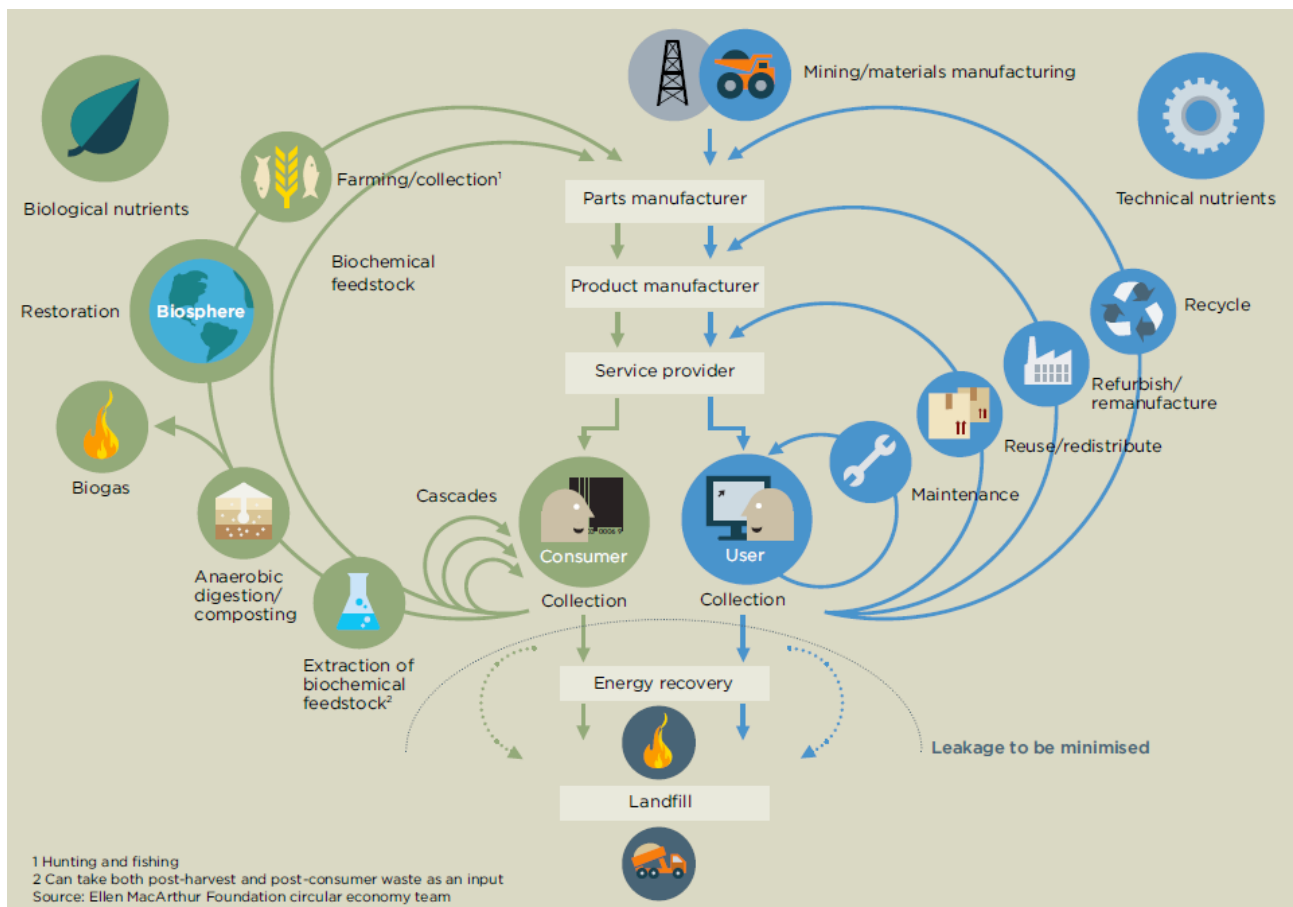 Mining/materials manufacturing
Biological nutrients
Farming/collection¹
Technical nutrients
Parts manufacturer
Biochemical
feedstock
Product manufacturer
Restoration
Biosphere
Recycle
Service provider
Refurbish/
remanufacture
Reuse/redistribute
Biogas
Cascades
Maintenance
Consumer
User
Anaerobic
digestion/
composting
Collection
Collection
Extraction of
biochemical
feedstock²
Energy recovery
Leakage to be minimised
Landfill
1 Hunting and fishing
2 Can take both post-harvest and post-consumer waste as an input
Source: Ellen MacArthur Foundation circular economy team